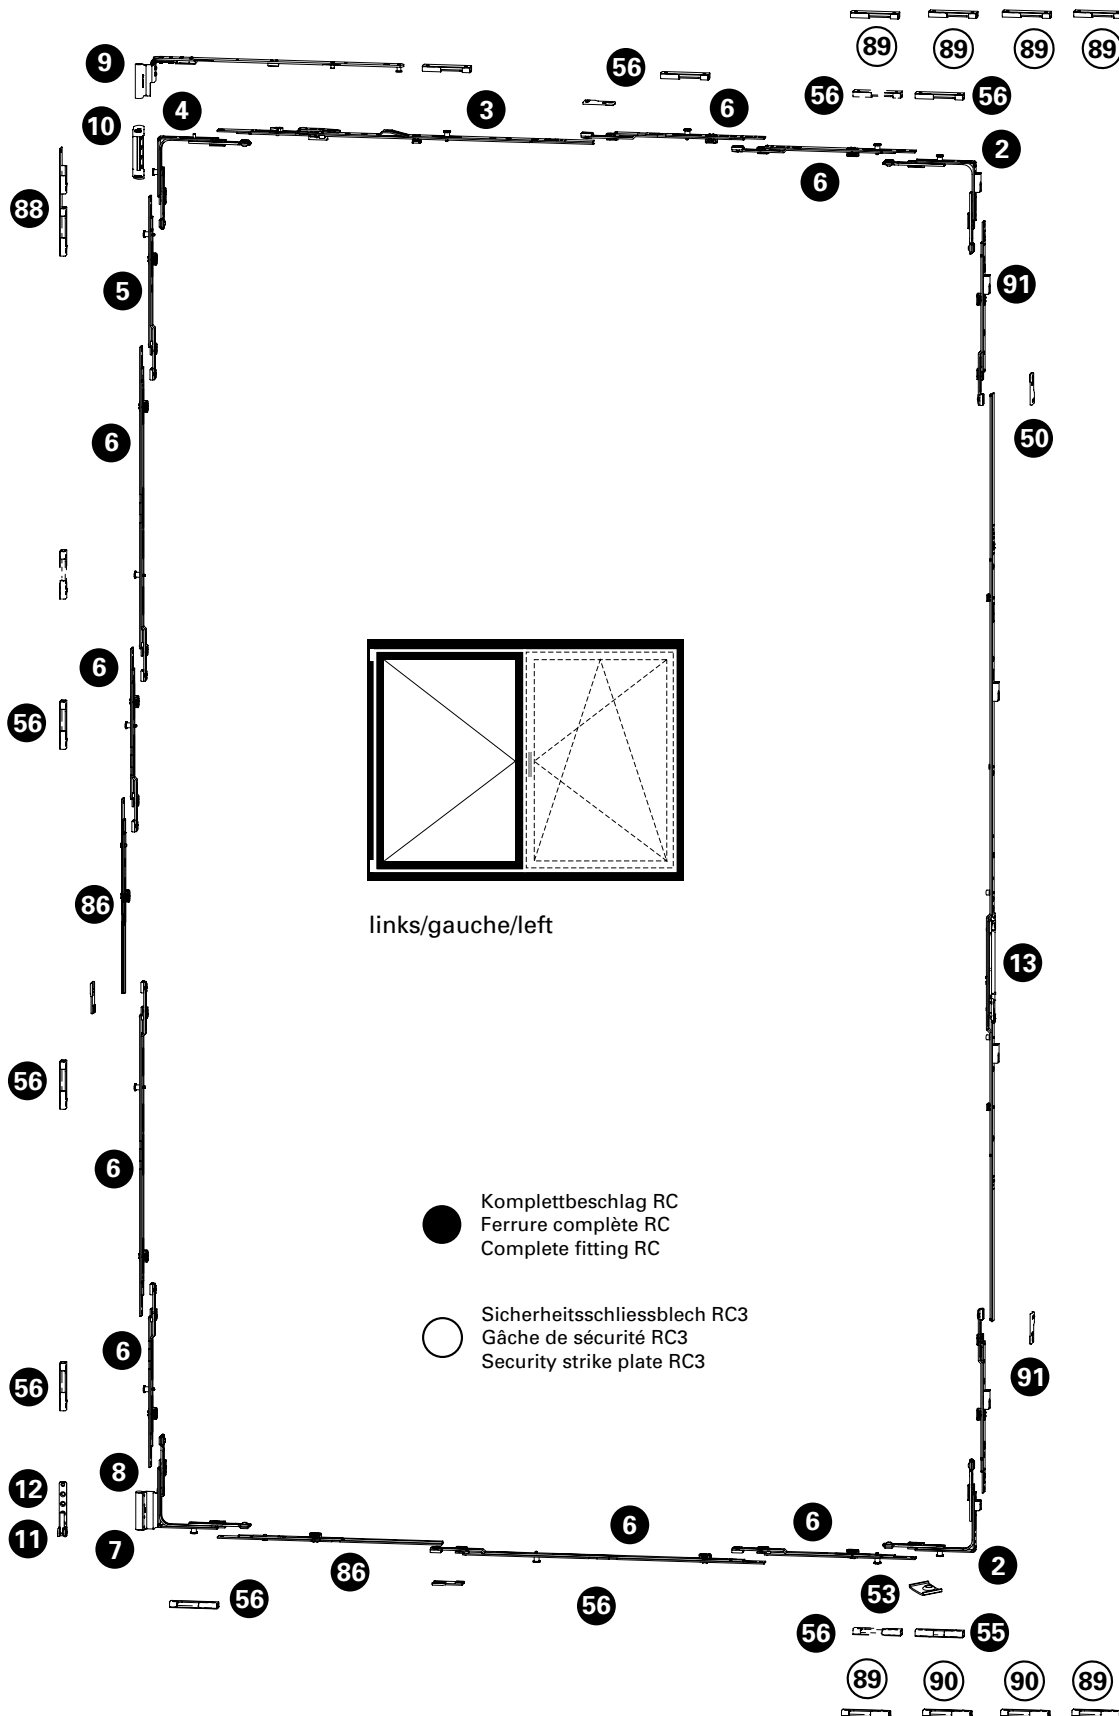 89 89 89 89
9 56
56 56
4 3 6
10 2
6
88
5 91
6 50
6
56
86
links/gauche/left
13
56
6
Komplettbeschlag RC
Ferrure complète RC
Complete fitting RC
Sicherheitsschliessblech RC3
Gâche de sécurité RC3
Security strike plate RC3
6
56 91
8
12
11 7
6 6
86 2
56 56 53
56 55
89 90 90 89